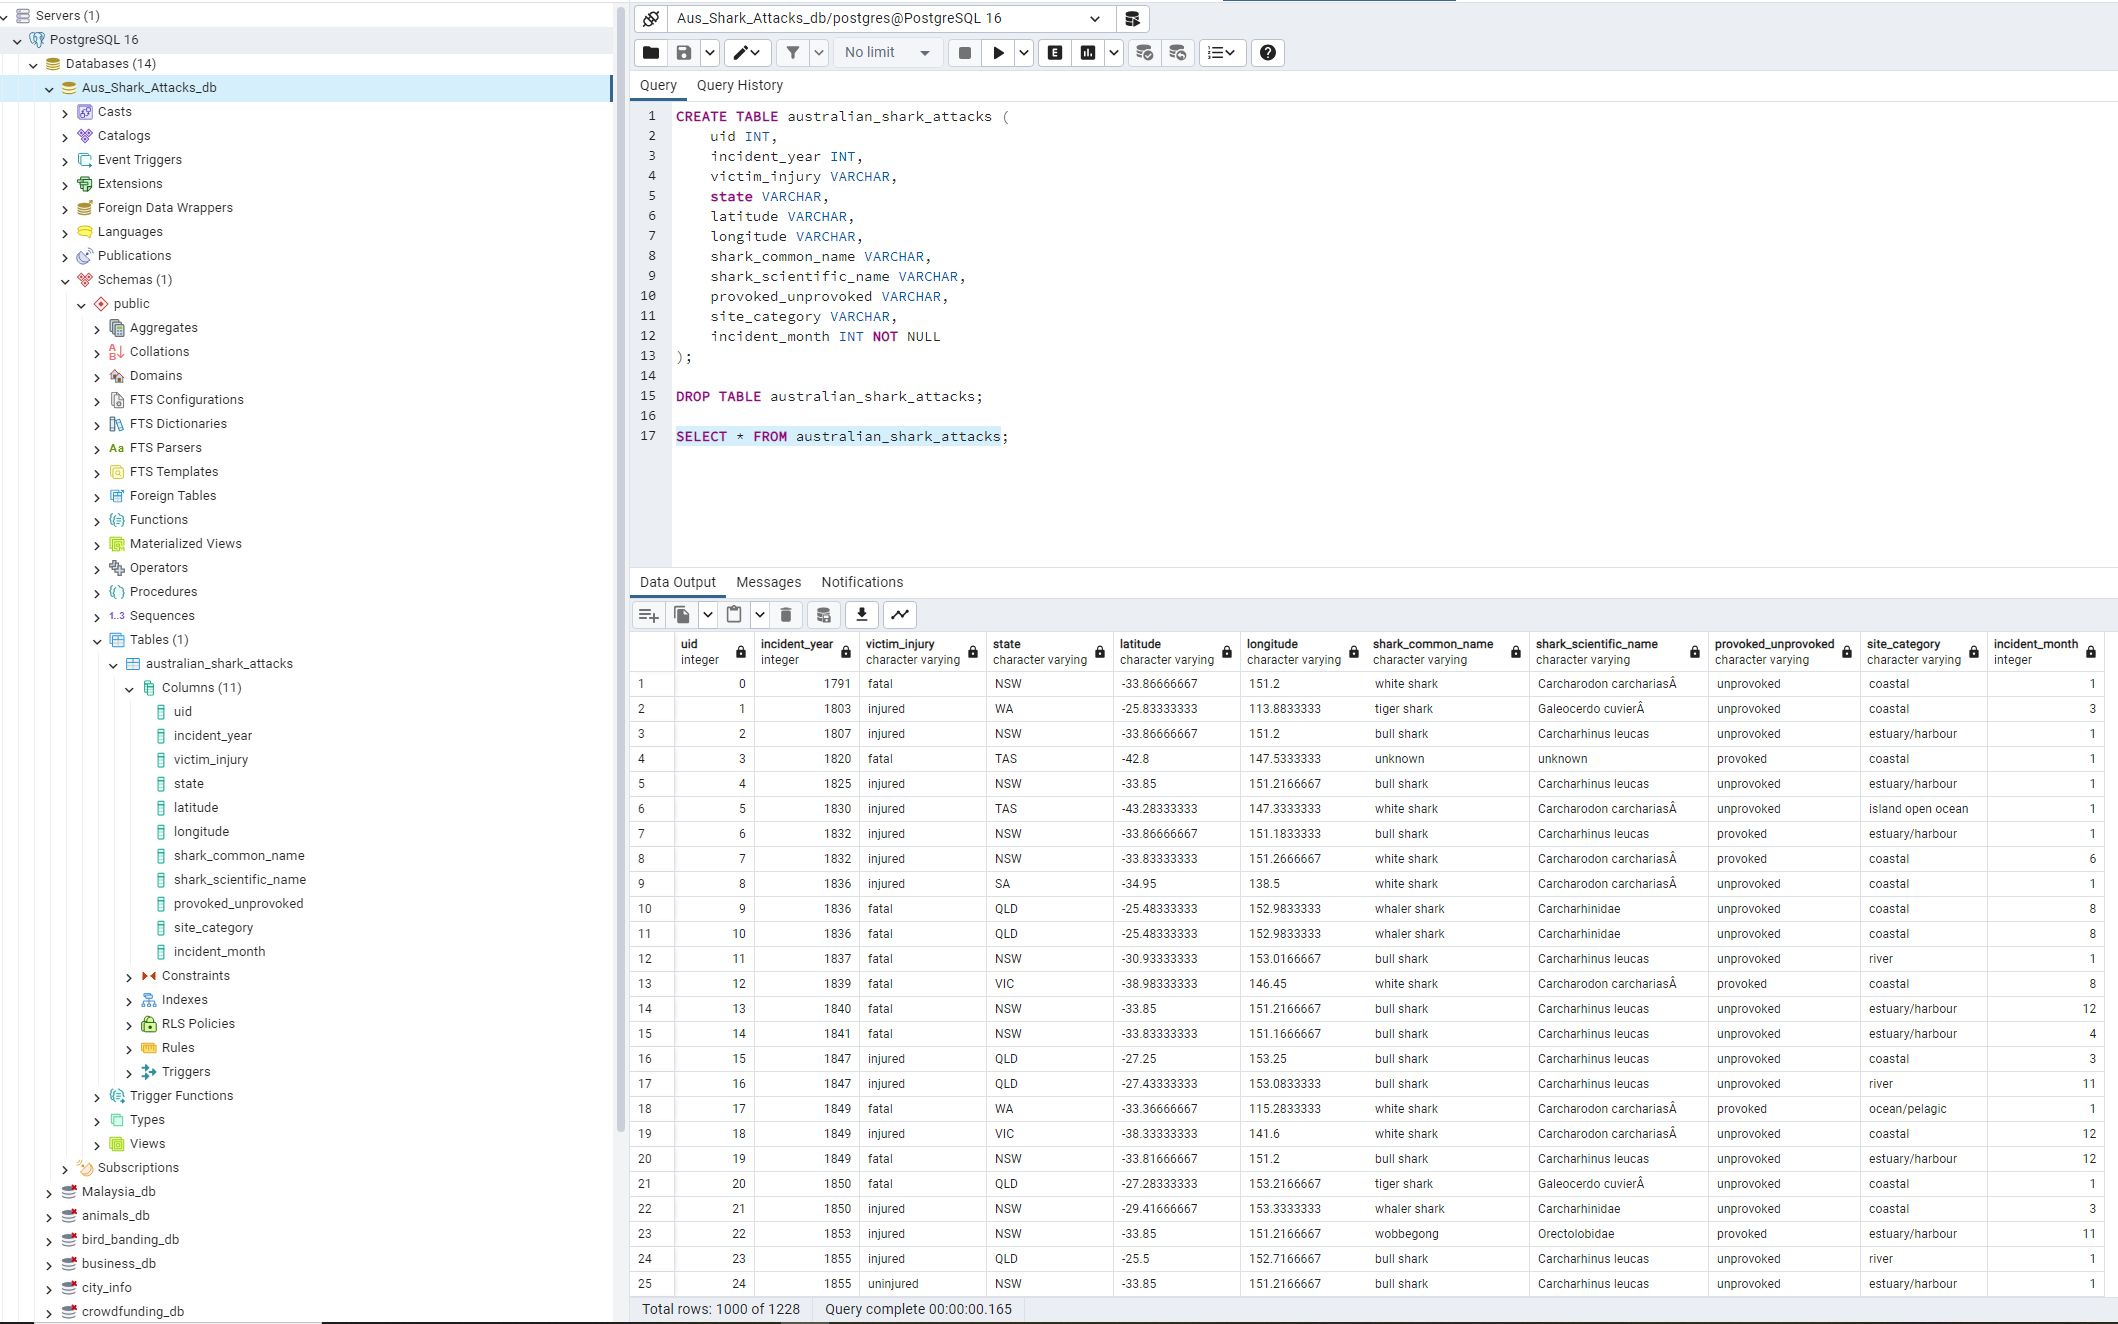 Servers (1)
PostgreSQL 16
Databases (14)
Aus_Shark_Attacks_db
Casts
Catalogs
Event Triggers
Extensions
Foreign Data Wrappers
Languages
Publications
Schemas (1)
public
Aggregates
Collations
Domains
FTS Configurations
FTS Dictionaries
Aa FTS Parsers
FTS Templates
Foreign Tables
Functions
Materialized Views
Operators
Procedures
1..3 Sequences
Tables (1)
australian_shark_attacks
Columns (11)
uid
incident_year
victim_injury
state
latitude
longitude
shark_common_name
shark_scientific_name
provoked_unprovoked
site_category
incident_month
Constraints
Indexes
RLS Policies
Rules
Triggers
Trigger Functions
Types
Views
Subscriptions
Malaysia_db
animals_db
bird_banding_db
business_db
city_info
crowdfunding_db
Aus_Shark_Attacks_db/postgres@PostgreSQL 16
No limit
E
Query Query History
1 CREATE TABLE australian_shark_attacks (
2 uid INT,
3 incident_year INT,
4 victim_injury VARCHAR,
5 state VARCHAR,
6 latitude VARCHAR,
7 longitude VARCHAR,
8 shark_common_name VARCHAR,
9 shark_scientific_name VARCHAR,
10 provoked_unprovoked VARCHAR,
11 site_category VARCHAR,
12 incident_month INT NOT NULL
13 );
14
15 DROP TABLE australian_shark_attacks;
16
17 SELECT * FROM australian_shark_attacks;
Data Output Messages Notifications
uid incident_year victim_injury state latitude longitude shark_common_name shark_scientific_name provoked_unprovoked site_category incident_month
integer integer character varying character varying character varying character varying character varying character varying character varying character varying integer
1 0 1791 fatal NSW -33.86666667 151.2 white shark Carcharodon carchariasÂ unprovoked coastal 1
2 1 1803 injured WA -25.83333333 113.8833333 tiger shark Galeocerdo cuvierÂ unprovoked coastal 3
3 2 1807 injured NSW -33.86666667 151.2 bull shark Carcharhinus leucas unprovoked estuary/harbour 1
4 3 1820 fatal TAS -42.8 147.5333333 unknown unknown provoked coastal 1
5 4 1825 injured NSW -33.85 151.2166667 bull shark Carcharhinus leucas unprovoked estuary/harbour 1
6 5 1830 injured TAS -43.28333333 147.3333333 white shark Carcharodon carchariasÂ unprovoked island open ocean 1
7 6 1832 injured NSW -33.86666667 151.1833333 bull shark Carcharhinus leucas provoked estuary/harbour 1
8 7 1832 injured NSW -33.83333333 151.2666667 white shark Carcharodon carchariasÂ provoked coastal 6
9 8 1836 injured SA -34.95 138.5 white shark Carcharodon carchariasÂ unprovoked coastal 1
10 9 1836 fatal QLD -25.48333333 152.9833333 whaler shark Carcharhinidae unprovoked coastal 8
11 10 1836 fatal QLD -25.48333333 152.9833333 whaler shark Carcharhinidae unprovoked coastal 8
12 11 1837 fatal NSW -30.93333333 153.0166667 bull shark Carcharhinus leucas unprovoked river 1
13 12 1839 fatal VIC -38.98333333 146.45 white shark Carcharodon carchariasÂ provoked coastal 8
14 13 1840 fatal NSW -33.85 151.2166667 bull shark Carcharhinus leucas unprovoked estuary/harbour 12
15 14 1841 fatal NSW -33.83333333 151.1666667 bull shark Carcharhinus leucas unprovoked estuary/harbour 4
16 15 1847 injured QLD -27.25 153.25 bull shark Carcharhinus leucas unprovoked coastal 3
17 16 1847 injured QLD -27.43333333 153.0833333 bull shark Carcharhinus leucas unprovoked river 11
18 17 1849 fatal WA -33.36666667 115.2833333 white shark Carcharodon carchariasÂ provoked ocean/pelagic 1
19 18 1849 injured VIC -38.33333333 141.6 white shark Carcharodon carchariasÂ unprovoked coastal 12
20 19 1849 fatal NSW -33.81666667 151.2 bull shark Carcharhinus leucas unprovoked estuary/harbour 12
21 20 1850 fatal QLD -27.28333333 153.2166667 tiger shark Galeocerdo cuvierÂ unprovoked coastal 1
22 21 1850 injured NSW -29.41666667 153.3333333 whaler shark Carcharhinidae unprovoked coastal 3
23 22 1853 injured NSW -33.85 151.2166667 wobbegong Orectolobidae provoked estuary/harbour 11
24 23 1855 injured QLD -25.5 152.7166667 bull shark Carcharhinus leucas unprovoked river 1
25 24 1855 uninjured NSW -33.85 151.2166667 bull shark Carcharhinus leucas unprovoked estuary/harbour 1
Total rows: 1000 of 1228 Query complete 00:00:00.165